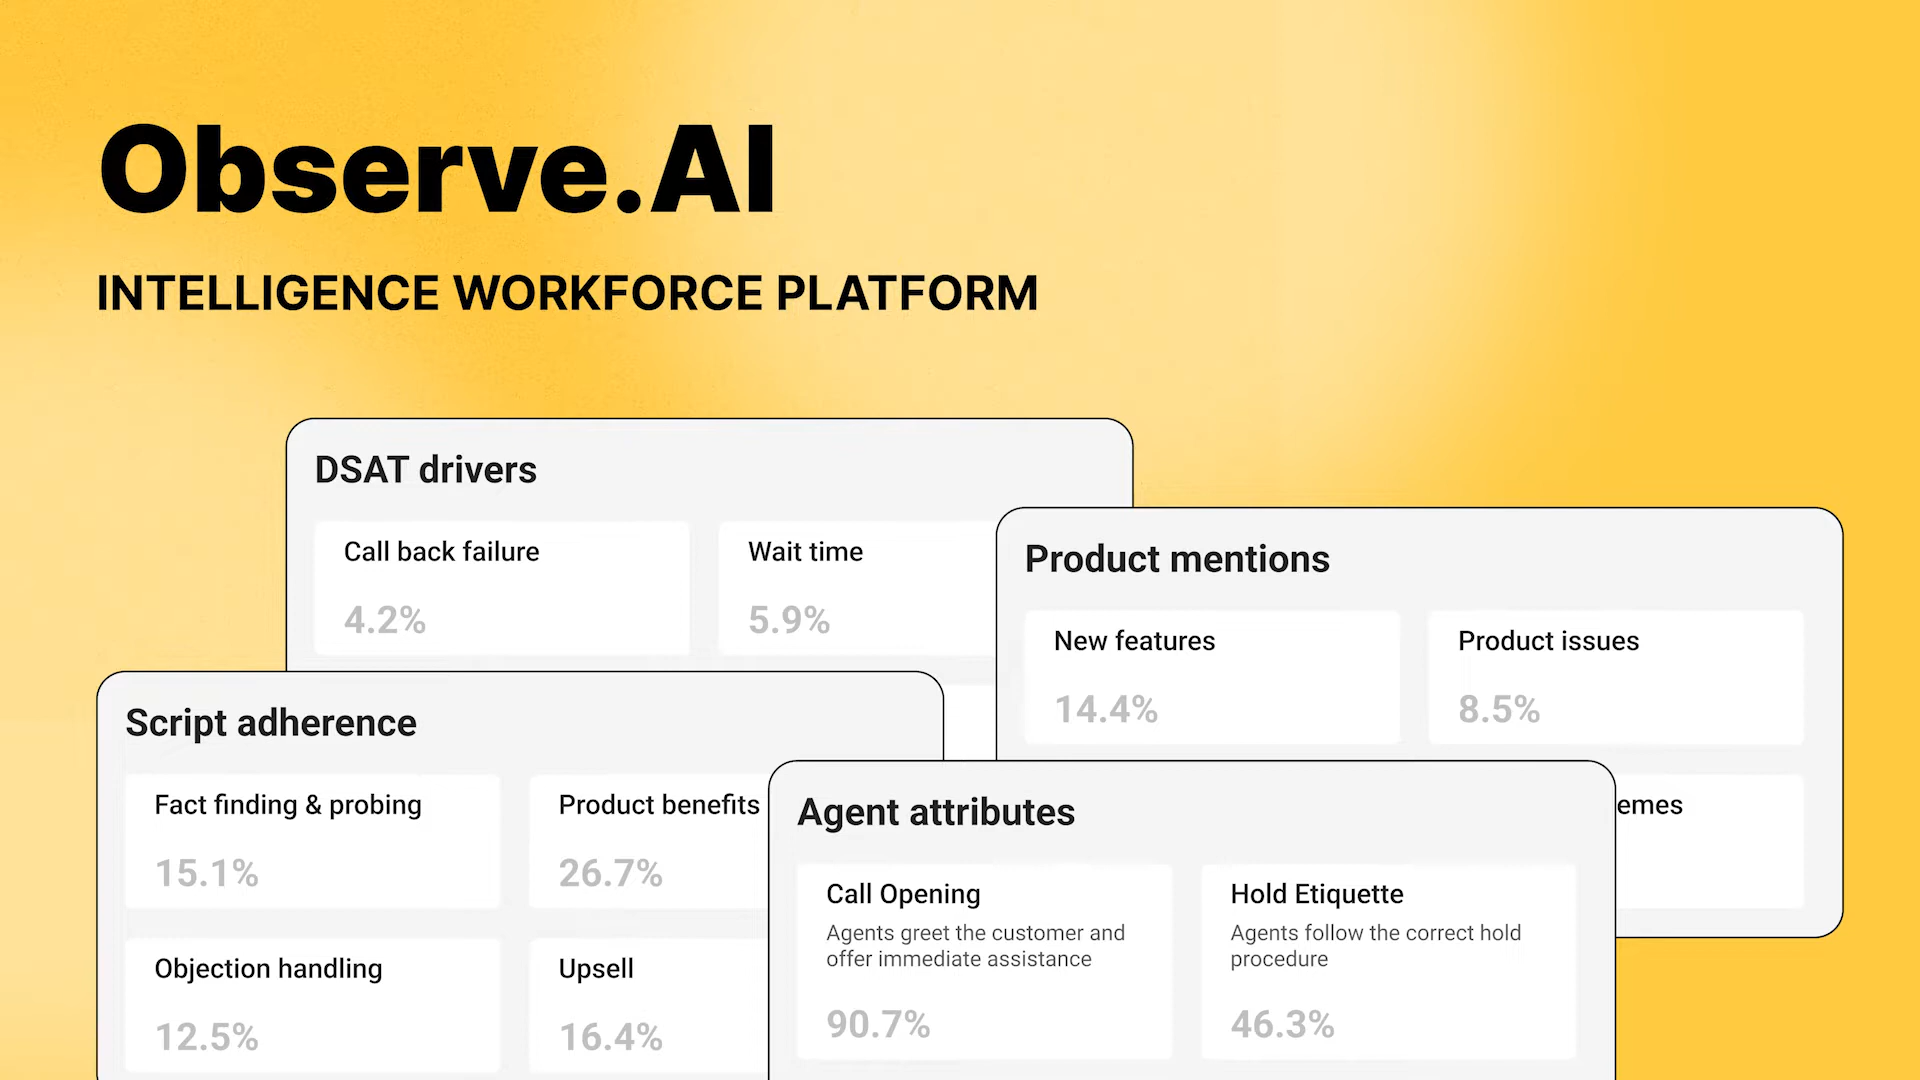 Observe.AI
INTELLIGENCE WORKFORCE PLATFORM
DSAT drivers
Call back failure
4.2%
Wait time
5.9%
Product mentions
New features
14.4%
Product issues
8.5%
emes
Script adherence
Fact finding & probing
15.1%
Product benefits
26.7%
Objection handling
12.5%
Upsell
16.4%
Agent attributes
Call Opening
Agents greet the customer and
offer immediate assistance
90.7%
Hold Etiquette
Agents follow the correct hold
procedure
46.3%